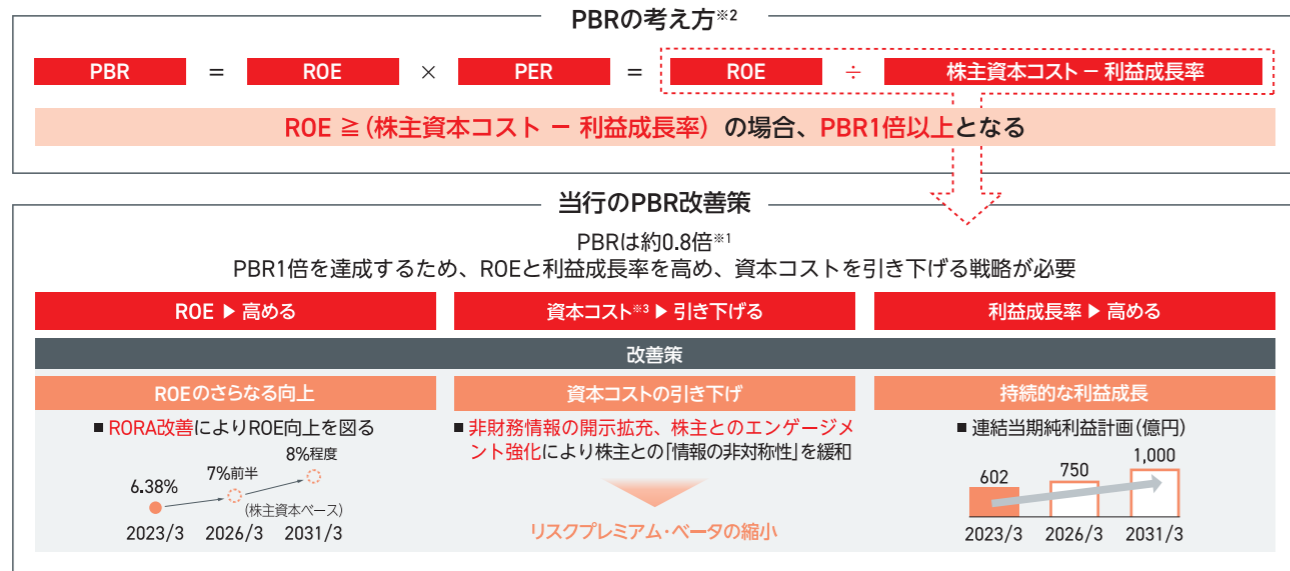 PBRの考え方※2
PBR = ROE × PER = ROE ÷ 株主資本コスト − 利益成長率
ROE ≧ (株主資本コスト − 利益成長率) の場合、PBR1倍以上となる
当行のPBR改善策
PBRは約0.8倍※1
PBR1倍を達成するため、ROEと利益成長率を高め、資本コストを引き下げる戦略が必要
ROE ▶ 高める
資本コスト※3 ▶ 引き下げる
利益成長率 ▶ 高める
改善策
ROEのさらなる向上
■ RORA改善によりROE向上を図る
6.38%
7%前半
8%程度
(株主資本ベース)
2023/3 2026/3 2031/3
資本コストの引き下げ
■ 非財務情報の開示拡充、株主とのエンゲージメ
ント強化により株主との「情報の非対称性」を緩和
リスクプレミアム・ベータの縮小
持続的な利益成長
■ 連結当期純利益計画(億円)
602
750
1,000
2023/3 2026/3 2031/3